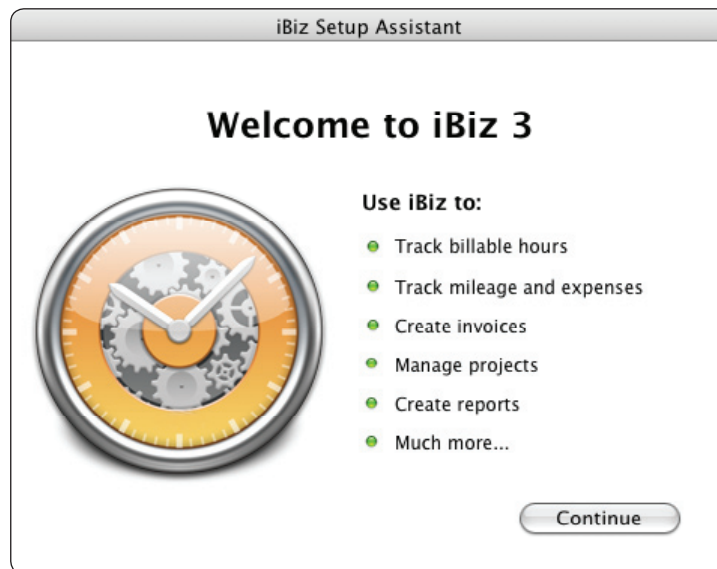 iBiz Setup Assistant
Welcome to iBiz 3
Use iBiz to:
Track billable hours
Track mileage and expenses
Create invoices
Manage projects
Create reports
Much more...
Continue